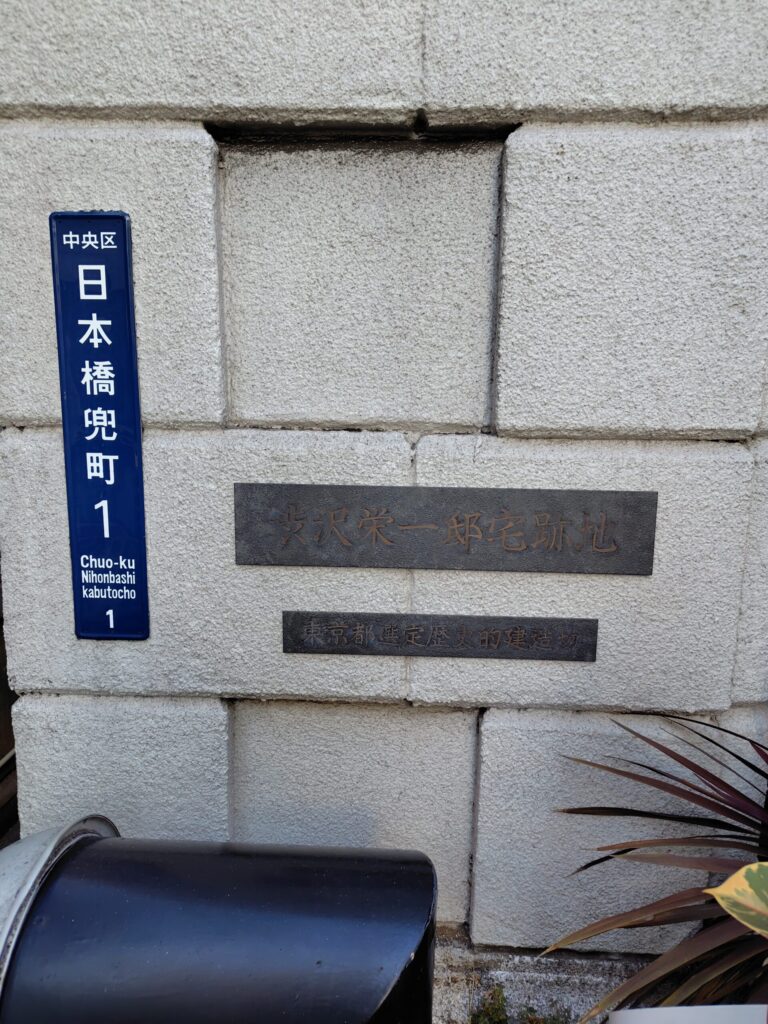 中央区
日本橋兜町
1
Chuo-ku
Nihonbashi
kabutocho
1
渋沢栄一邸宅跡地
東京都選定歴史的建造物